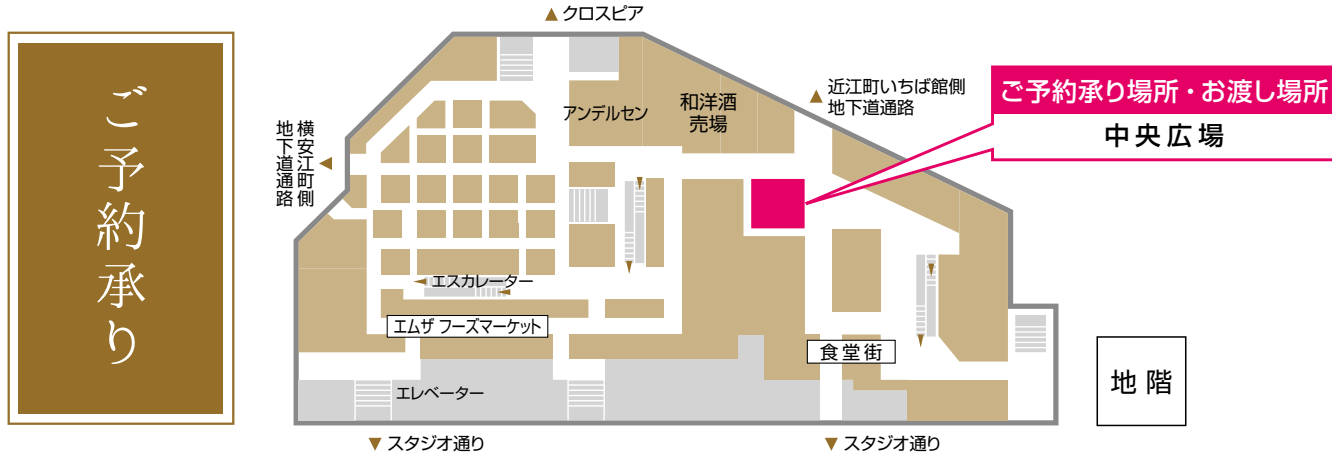 ご予約承り
▲ クロスピア
アンデルセン
和洋酒
売場
▲ 近江町いちば館側
地下道通路
ご予約承り場所・お渡し場所
中央広場
横安江町側
地下道通路
エスカレーター
エムザ フーズマーケット
食堂街
エレベーター
地階
▼ スタジオ通り
▼ スタジオ通り